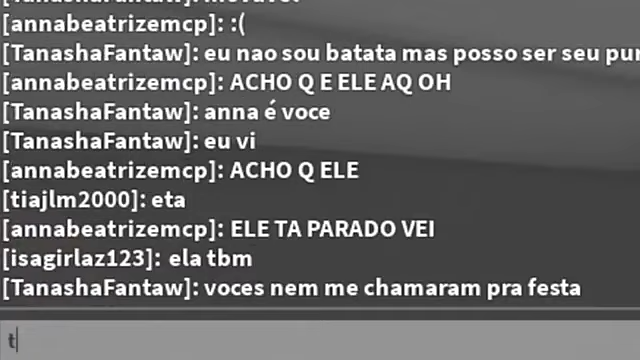 [annabeatrizemcp]: :(
[TanashaFantaw]: eu nao sou batata mas posso ser seu
[annabeatrizemcp]: ACHO Q E ELE AQ OH
[TanashaFantaw]: anna é voce
[TanashaFantaw]: eu vi
[annabeatrizemcp]: ACHO Q ELE
[tiajlm2000]: eta
[annabeatrizemcp]: ELE TA PARADO VEI
[isagirlaz123]: ela tbm
[TanashaFantaw]: voces nem me chamaram pra festa
t